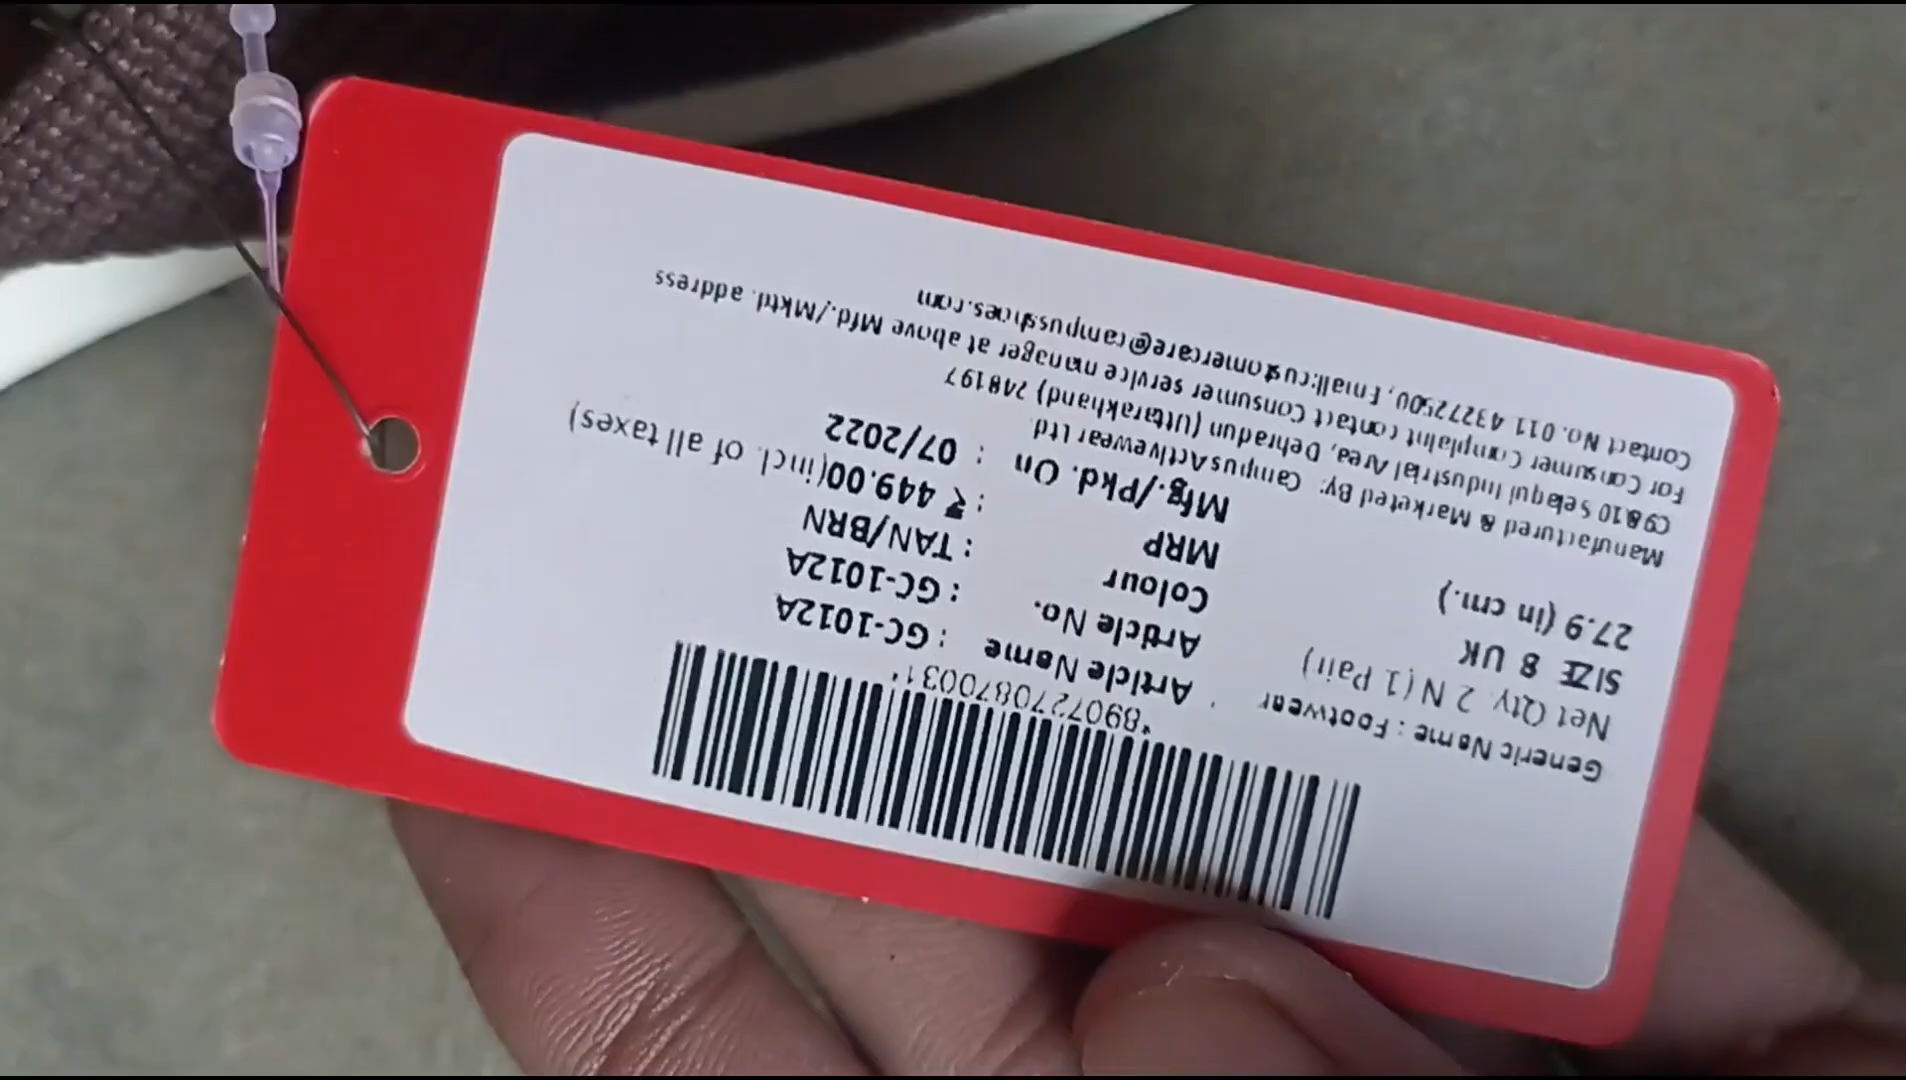 *8907270870031*
Article Name : GC-1012A
Article No. : GC-1012A
Colour : TAN/BRN
MRP : ₹ 449.00(incl. of all taxes)
Mfg./Pkd. On : 07/2022
Generic Name : Footwear
Net Qty. 2 N (1 Pair)
SIZE 8 UK
27.9 (in cm.)
Manufactured & Marketed By: Campus Activewear Ltd.
C9&10 Selaqui Industrial Area, Dehradun (Uttarakhand) 248197
For Consumer Complaint contact Consumer service manager at above Mfd./Mktd. address
Contact No. 011 43272500, Email:customercare@campusshoes.com